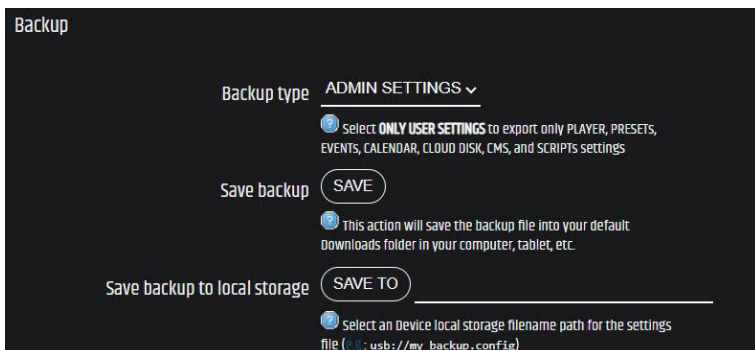 Backup
Backup type ADMIN SETTINGS
Select ONLY USER SETTINGS to export only PLAYER, PRESETs,
EVENTs, CALENDAR, CLOUD DISK, CMS, and SCRIPTs settings
Save backup SAVE
This action will save the backup file into your default
Downloads folder in your computer, tablet, etc.
Save backup to local storage SAVE TO
Select an Device local storage filename path for the settings
file (e.g.: usb://my_backup.config)